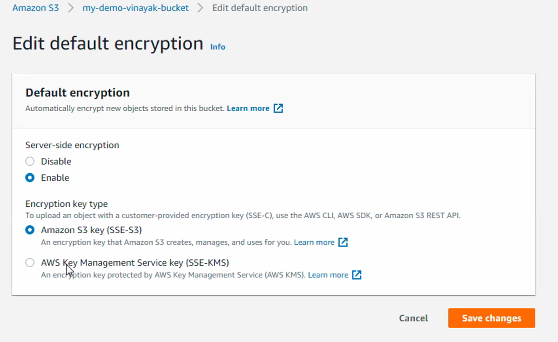 Amazon S3 > my-demo-vinayak-bucket > Edit default encryption
Edit default encryption Info
Default encryption
Automatically encrypt new objects stored in this bucket. Learn more
Server-side encryption
Disable
Enable
Encryption key type
To upload an object with a customer-provided encryption key (SSE-C), use the AWS CLI, AWS SDK, or Amazon S3 REST API.
Amazon S3 key (SSE-S3)
An encryption key that Amazon S3 creates, manages, and uses for you. Learn more
AWS Key Management Service key (SSE-KMS)
An encryption key protected by AWS Key Management Service (AWS KMS). Learn more
Cancel Save changes